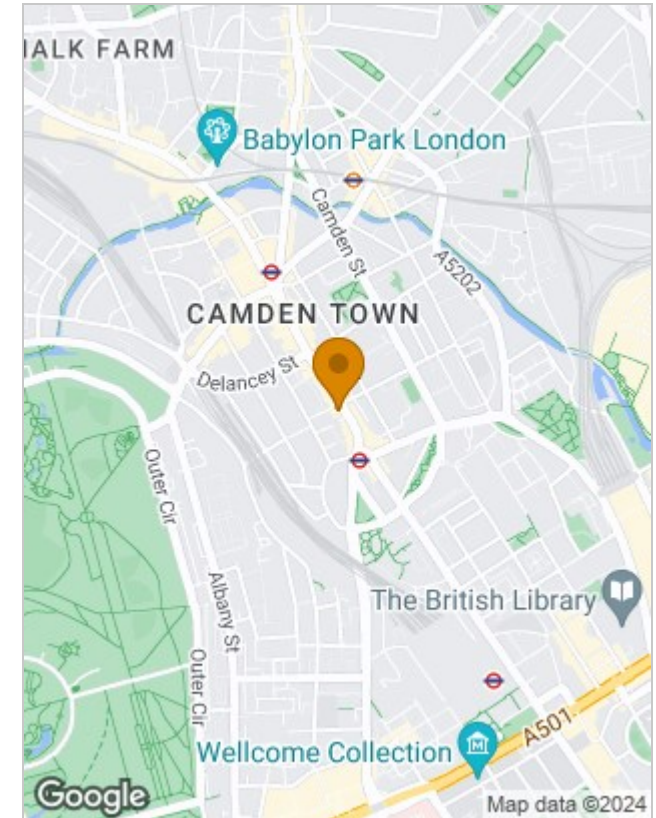 IALK FARM
Babylon Park London
Camden St
A5202
CAMDEN TOWN
Delancey St
Outer Cir
Albany St
The British Library
Outer Cir
A501
Wellcome Collection
Google
Map data ©2024